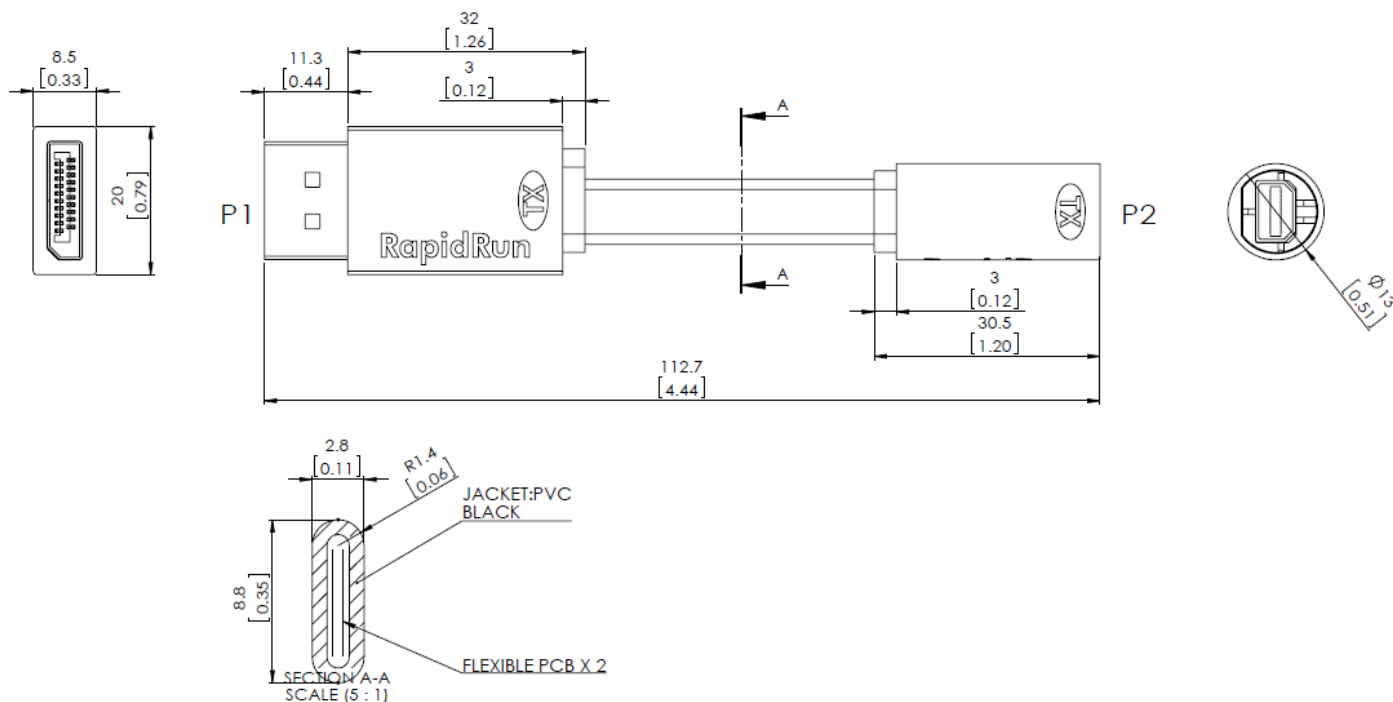 32
[1.26]
8.5
[0.33]
11.3
[0.44]
3
[0.12]
A
20
[0.79]
P1
TX
RapidRun
TX
P2
A
3
[0.12]
30.5
[1.20]
Ø13
[0.51]
112.7
[4.44]
2.8
[0.11]
R1.4
[0.06]
JACKET:PVC
BLACK
8.8
[0.35]
FLEXIBLE PCB X 2
SECTION A-A
SCALE (5 : 1)